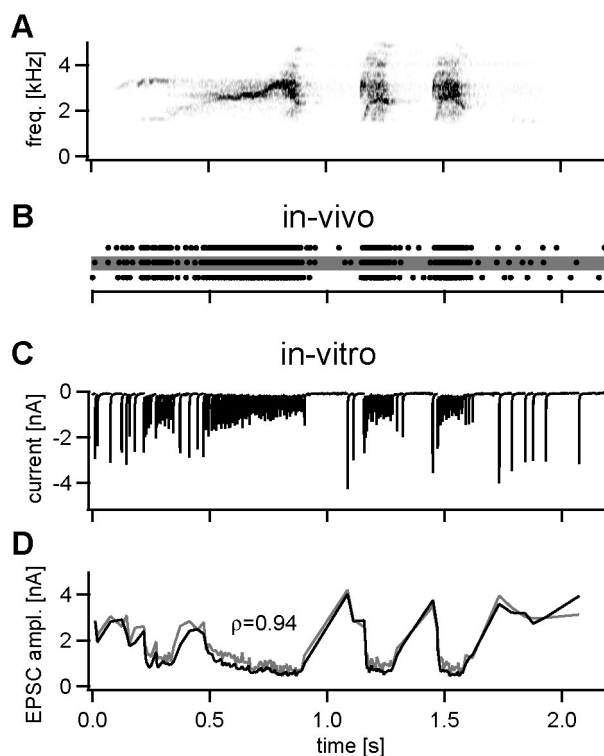 A
freq. [kHz]
4
2
0
B
in-vivo
C
in-vitro
current [nA]
0
-2
-4
D
EPSC ampl. [nA]
4
2
0
ρ=0.94
0.0 0.5 1.0 1.5 2.0
time [s]